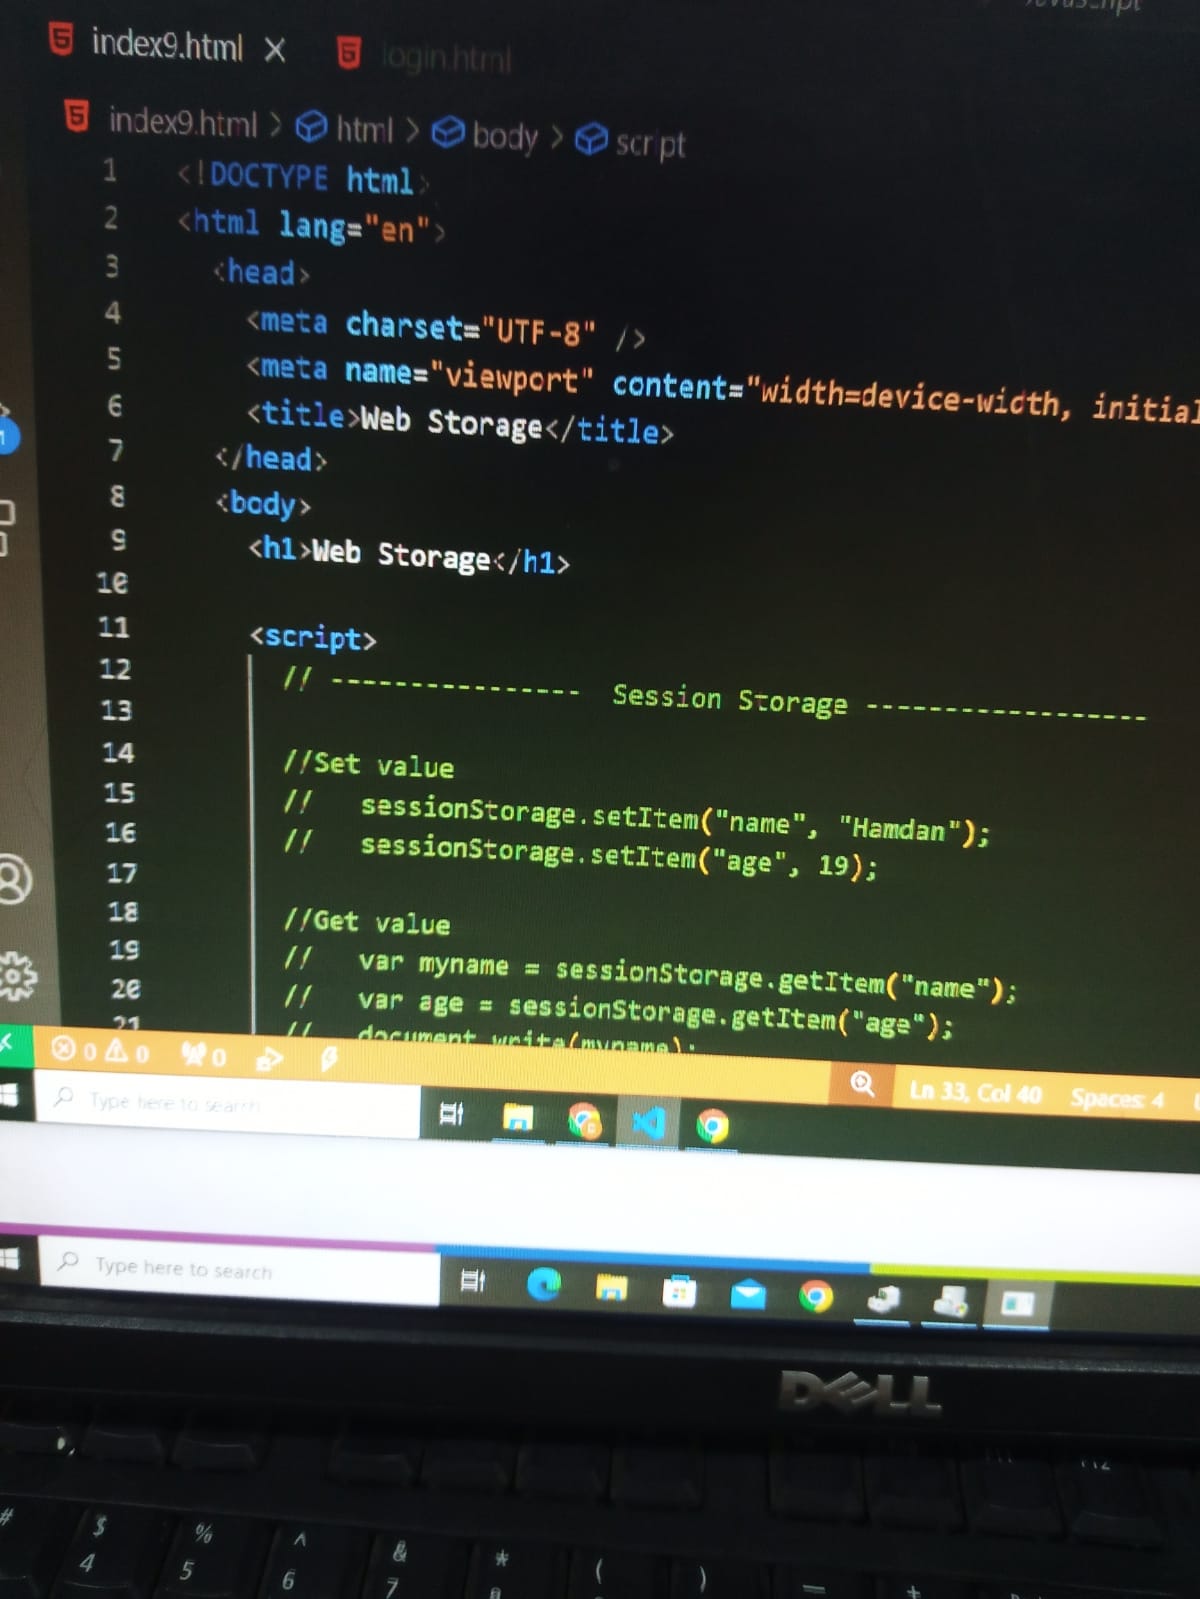 index9.html ×
login.html
index9.html > html > body > script
1 <!DOCTYPE html>
2 <html lang="en">
3 <head>
4 <meta charset="UTF-8" />
5 <meta name="viewport" content="width=device-width, initial
6 <title>Web Storage</title>
7 </head>
8 <body>
9 <h1>Web Storage</h1>
10
11 <script>
12 // ---------------- Session Storage ------------------
13
14 //Set value
15 // sessionStorage.setItem("name", "Hamdan");
16 // sessionStorage.setItem("age", 19);
17
18 //Get value
19 // var myname = sessionStorage.getItem("name");
20 // var age = sessionStorage.getItem("age");
21 // document.write(myname);
0 0 0 Ln 33, Col 40 Spaces: 4
Type here to search
Type here to search
DELL
# $ % ^ & * ( )
4 5 6 7 8